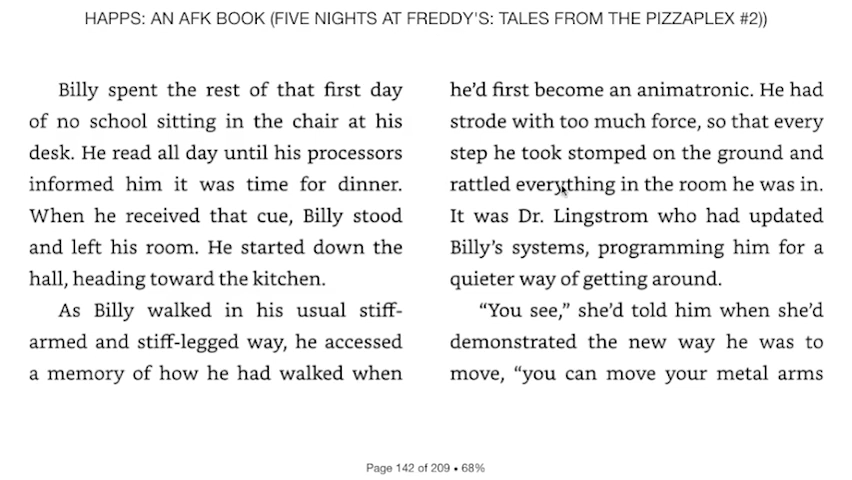 HAPPS: AN AFK BOOK (FIVE NIGHTS AT FREDDY'S: TALES FROM THE PIZZAPLEX #2))
Billy spent the rest of that first day
of no school sitting in the chair at his
desk. He read all day until his processors
informed him it was time for dinner.
When he received that cue, Billy stood
and left his room. He started down the
hall, heading toward the kitchen.
As Billy walked in his usual stiff-
armed and stiff-legged way, he accessed
a memory of how he had walked when
he’d first become an animatronic. He had
strode with too much force, so that every
step he took stomped on the ground and
rattled everything in the room he was in.
It was Dr. Lingstrom who had updated
Billy’s systems, programming him for a
quieter way of getting around.
“You see,” she’d told him when she’d
demonstrated the new way he was to
move, “you can move your metal arms
Page 142 of 209 • 68%